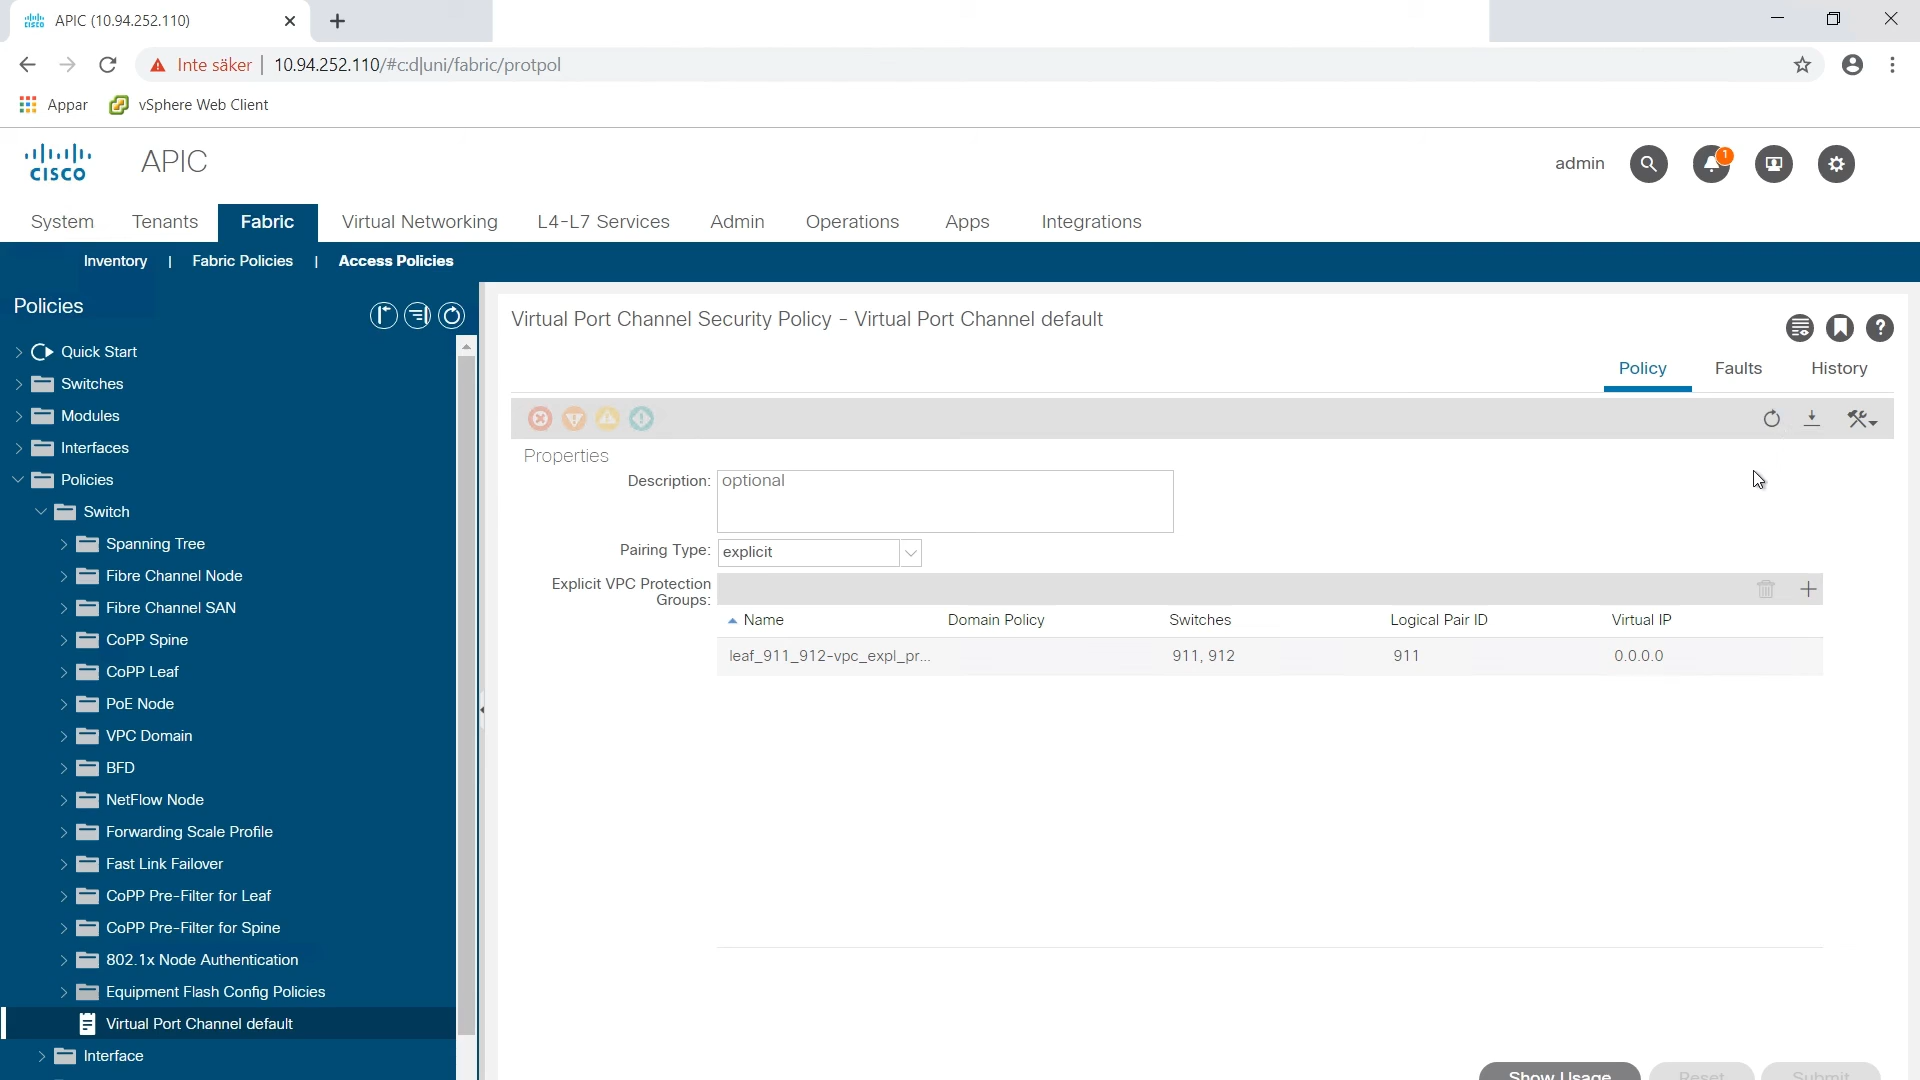 APIC (10.94.252.110)
Inte säker | 10.94.252.110/#c:d|uni/fabric/protpol
Appar vSphere Web Client
CISCO APIC admin 1
System Tenants Fabric Virtual Networking L4-L7 Services Admin Operations Apps Integrations
Inventory | Fabric Policies | Access Policies
Policies
Quick Start
Switches
Modules
Interfaces
Policies
Switch
Spanning Tree
Fibre Channel Node
Fibre Channel SAN
CoPP Spine
CoPP Leaf
PoE Node
VPC Domain
BFD
NetFlow Node
Forwarding Scale Profile
Fast Link Failover
CoPP Pre-Filter for Leaf
CoPP Pre-Filter for Spine
802.1x Node Authentication
Equipment Flash Config Policies
Virtual Port Channel default
Interface
Virtual Port Channel Security Policy - Virtual Port Channel default
Policy Faults History
Properties
Description: optional
Pairing Type: explicit
Explicit VPC Protection
Groups:
Name Domain Policy Switches Logical Pair ID Virtual IP
leaf_911_912-vpc_expl_pr... 911, 912 911 0.0.0.0
Show Usage Reset Submit